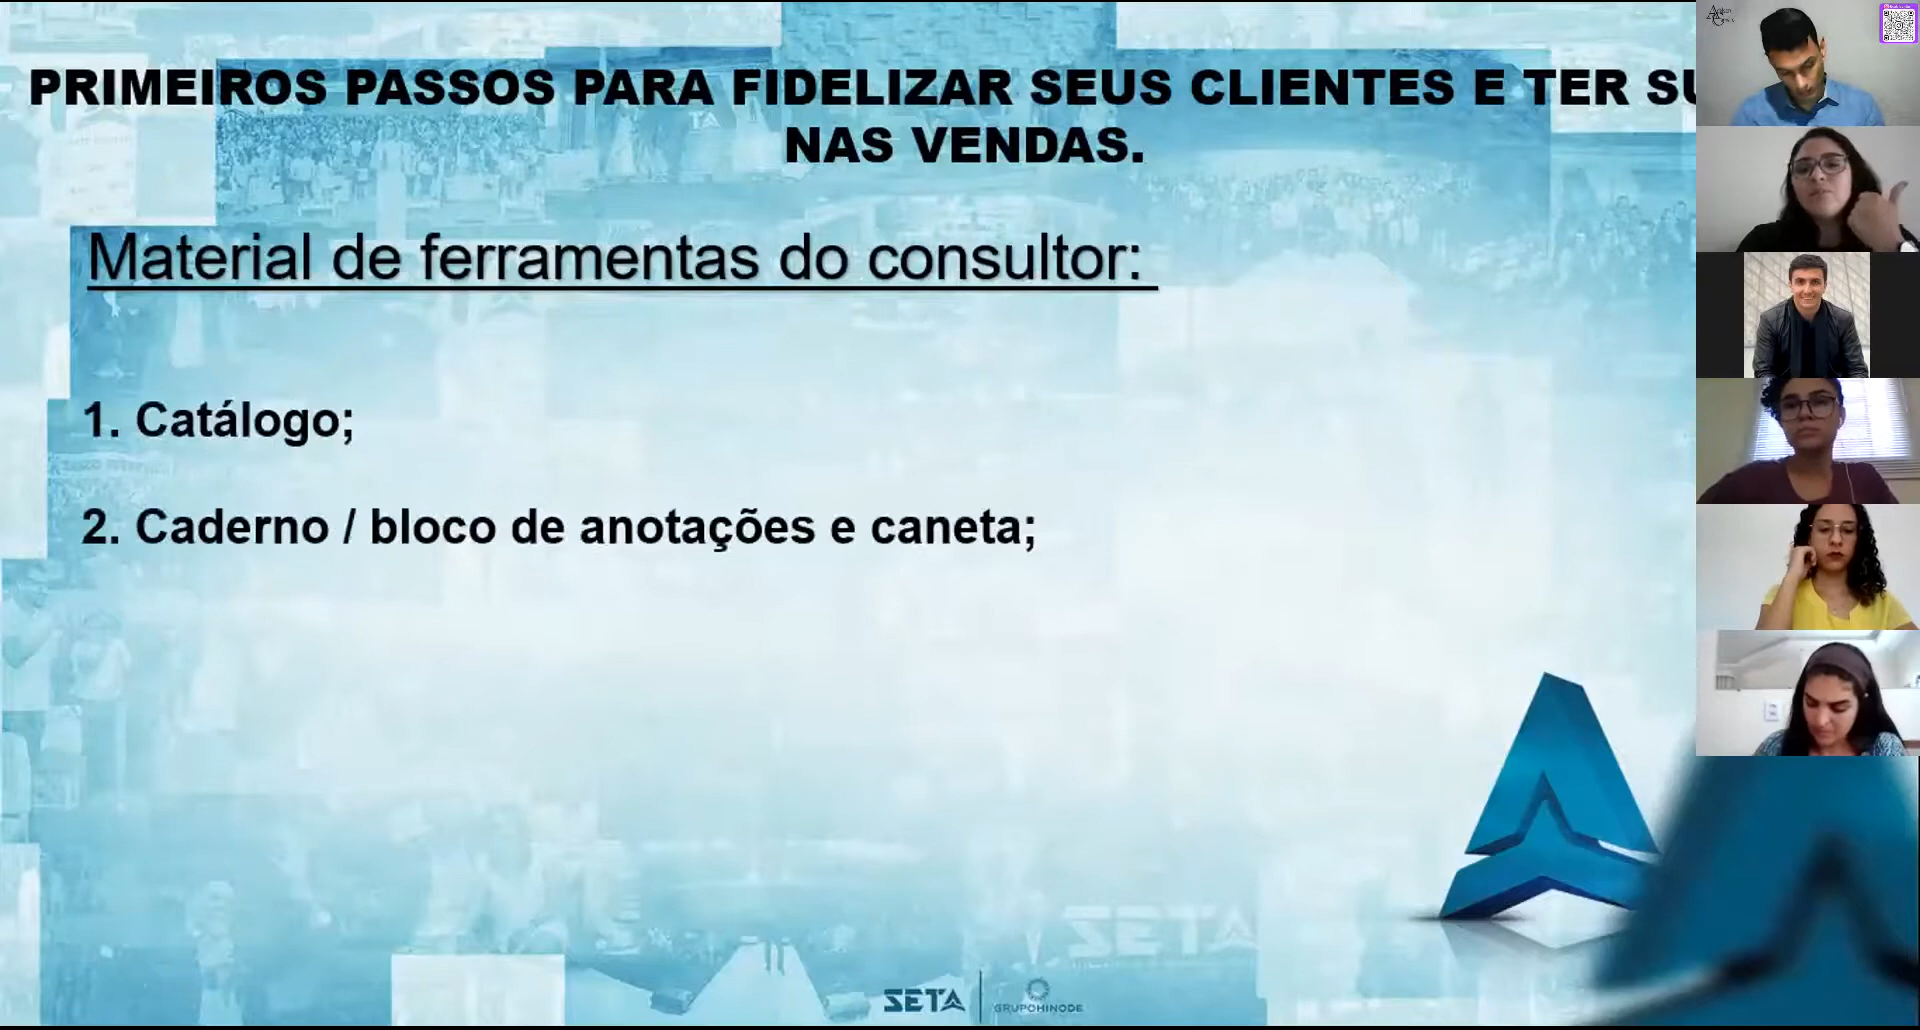 PRIMEIROS PASSOS PARA FIDELIZAR SEUS CLIENTES E TER
NAS VENDAS.
Material de ferramentas do consultor:
1. Catálogo;
2. Caderno / bloco de anotações e caneta;
SETA
SETA
GRUPOHINODE